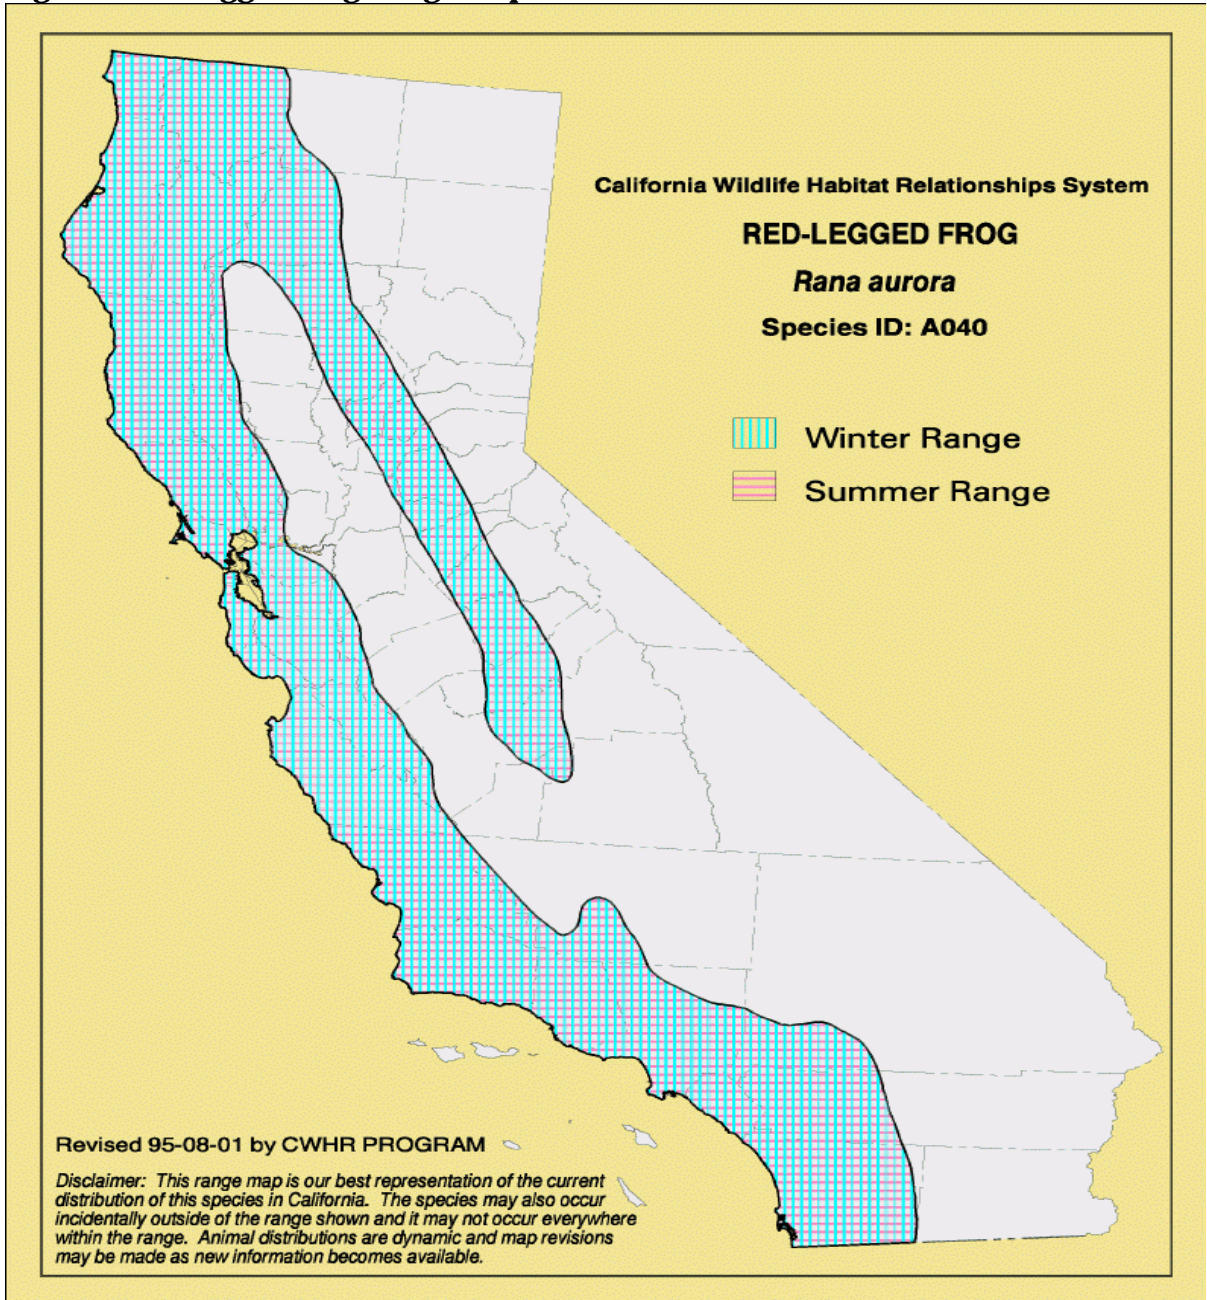 California Wildlife Habitat Relationships System
RED-LEGGED FROG
Rana aurora
Species ID: A040
Winter Range
Summer Range
Revised 95-08-01 by CWHR PROGRAM
Disclaimer: This range map is our best representation of the current
distribution of this species in California. The species may also occur
incidentally outside of the range shown and it may not occur everywhere
within the range. Animal distributions are dynamic and map revisions
may be made as new information becomes available.